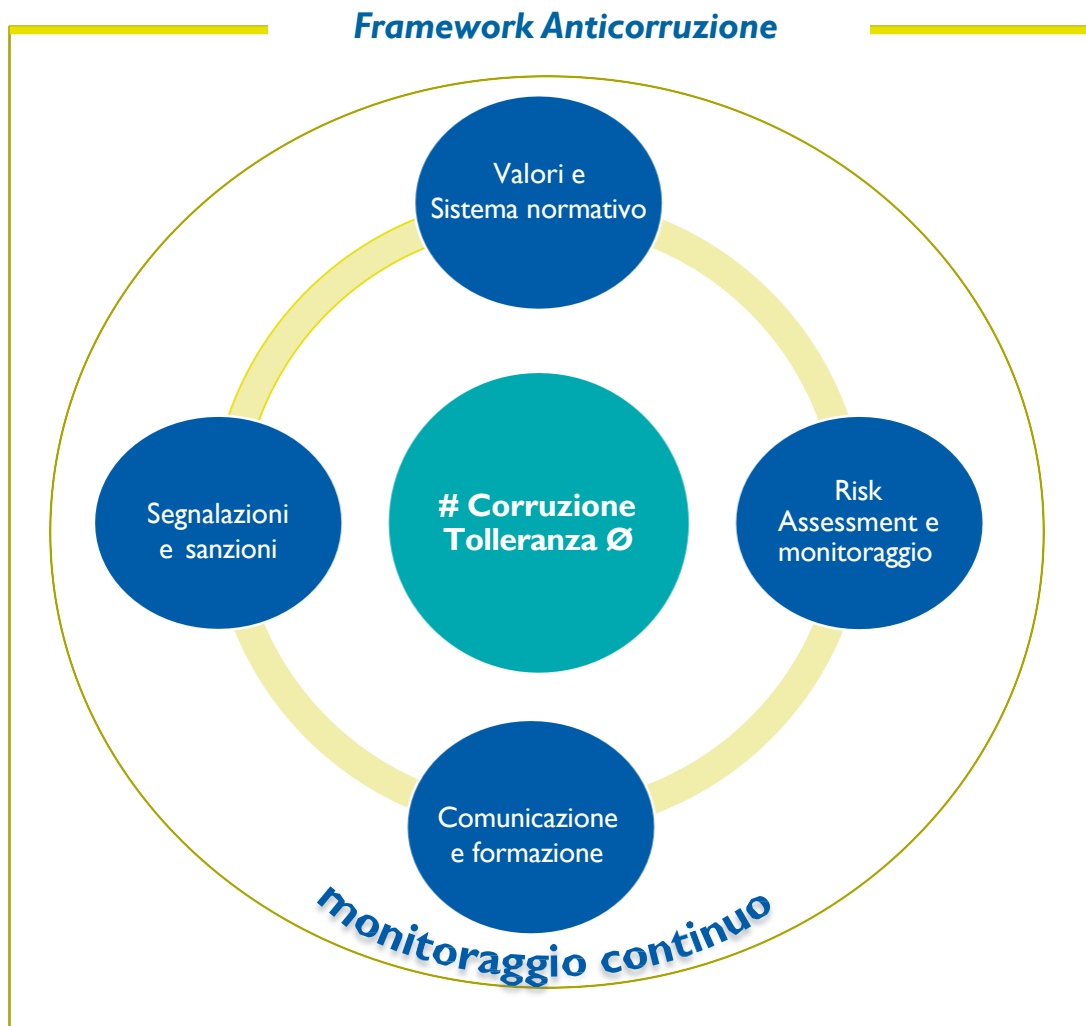 Framework Anticorruzione
Valori e
Sistema normativo
Segnalazioni
e sanzioni
# Corruzione
Tolleranza Ø
Risk
Assessment e
monitoraggio
Comunicazione
e formazione
monitoraggio continuo